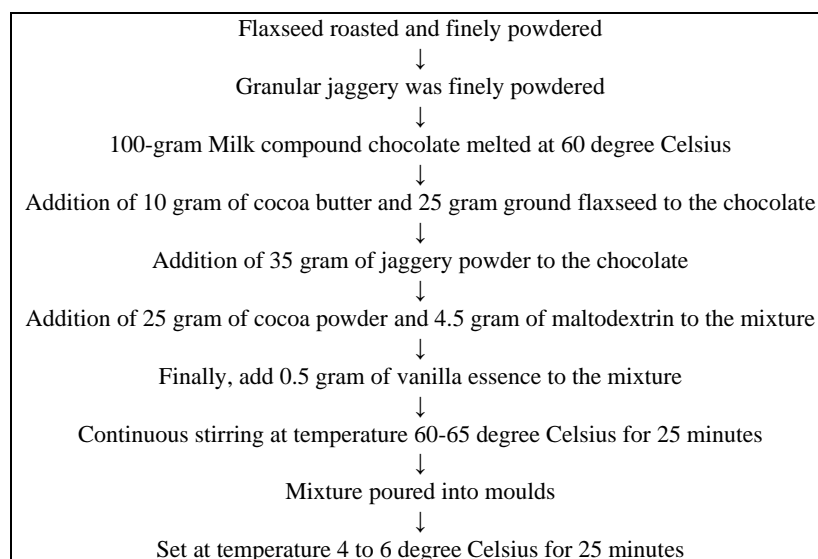 Flaxseed roasted and finely powdered
↓
Granular jaggery was finely powdered
↓
100-gram Milk compound chocolate melted at 60 degree Celsius
↓
Addition of 10 gram of cocoa butter and 25 gram ground flaxseed to the chocolate
↓
Addition of 35 gram of jaggery powder to the chocolate
↓
Addition of 25 gram of cocoa powder and 4.5 gram of maltodextrin to the mixture
↓
Finally, add 0.5 gram of vanilla essence to the mixture
↓
Continuous stirring at temperature 60-65 degree Celsius for 25 minutes
↓
Mixture poured into moulds
↓
Set at temperature 4 to 6 degree Celsius for 25 minutes